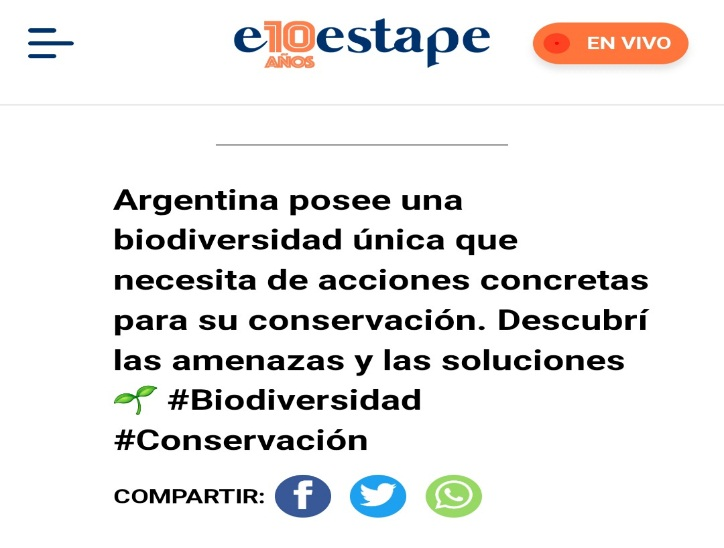 e10estape
AÑOS
EN VIVO
Argentina posee una
biodiversidad única que
necesita de acciones concretas
para su conservación. Descubrí
las amenazas y las soluciones
🌱 #Biodiversidad
#Conservación
COMPARTIR: